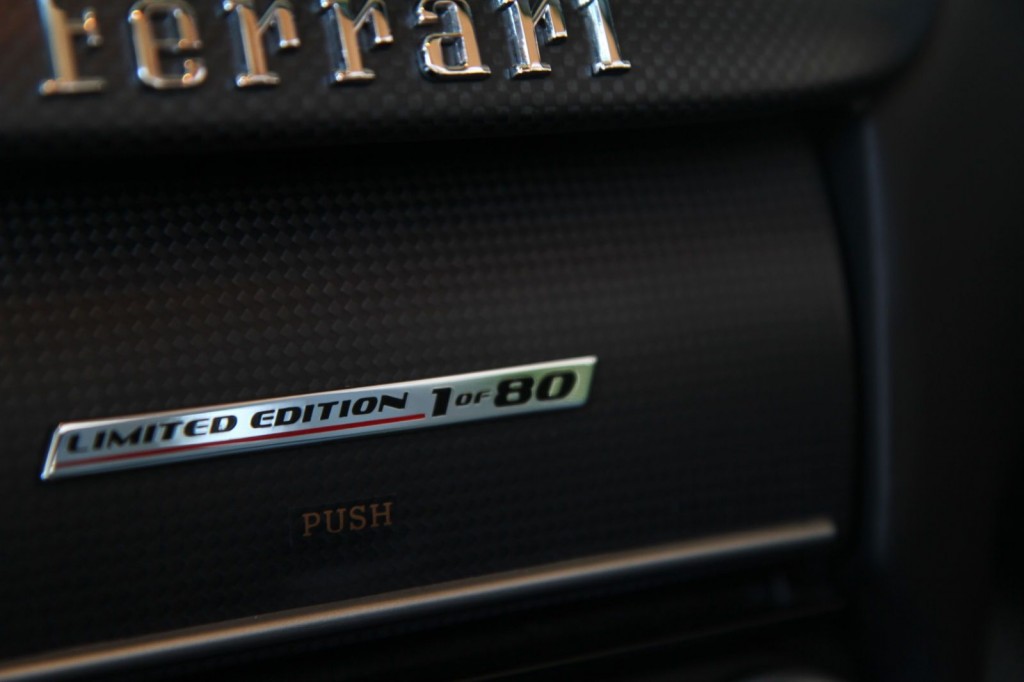 Ferrari
LIMITED EDITION 1 OF 80
PUSH